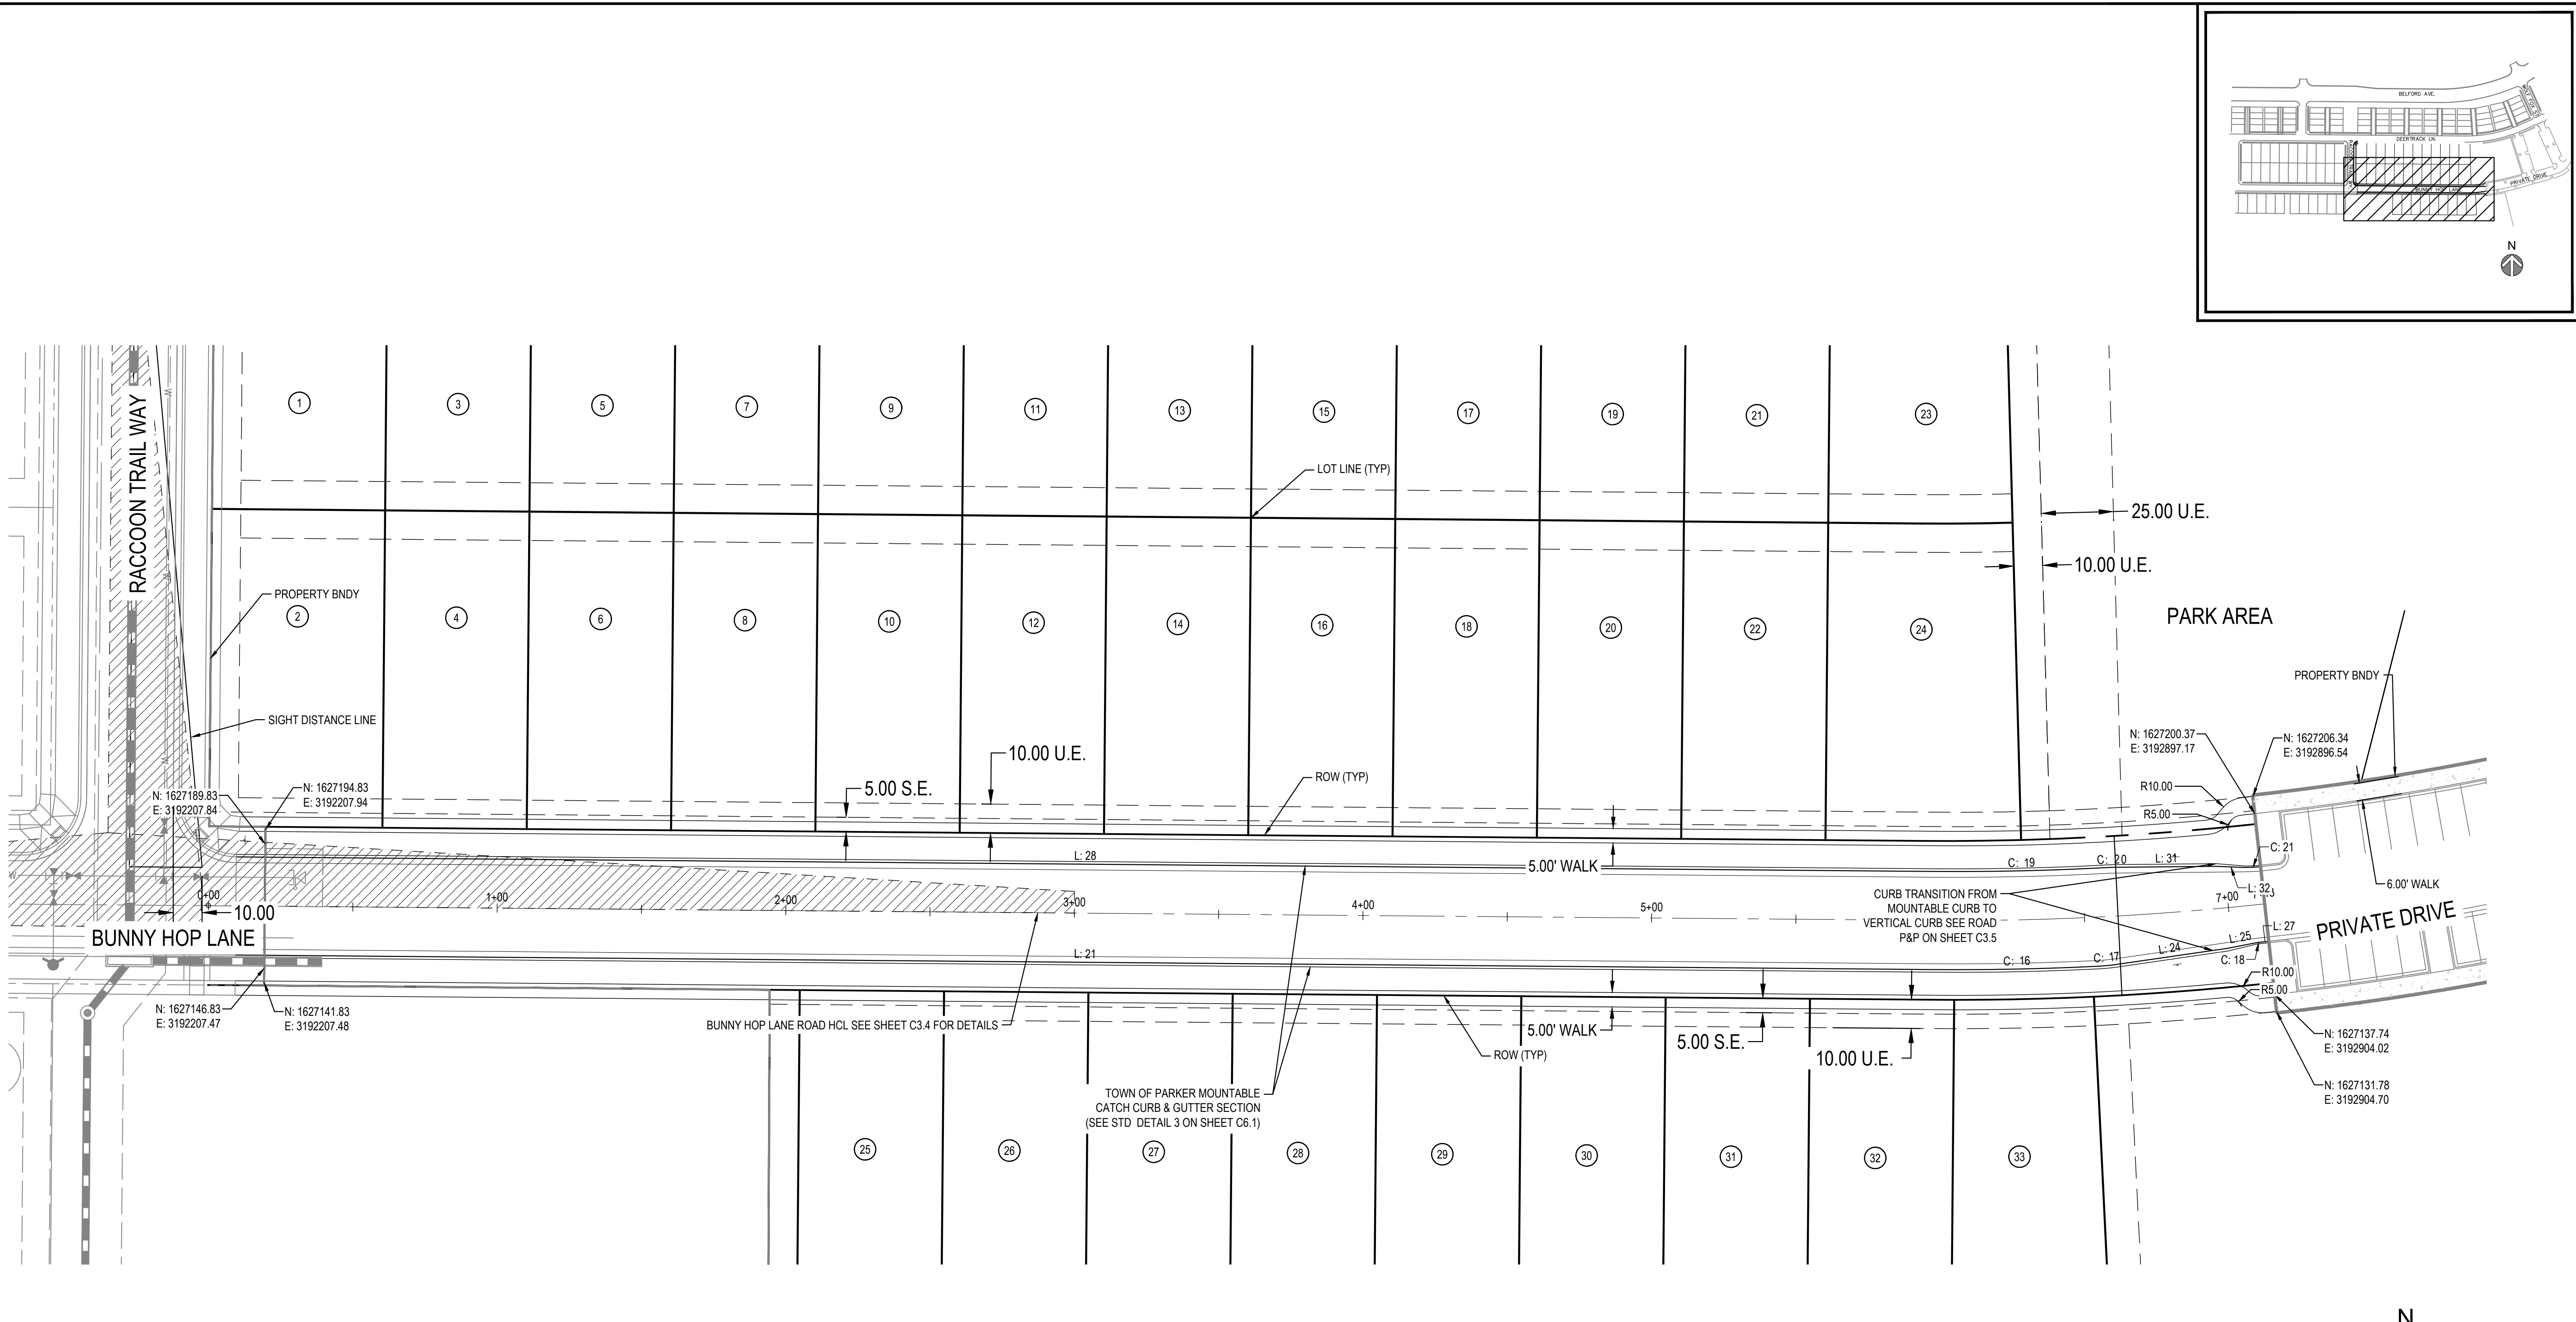 BELFORD AVE.
DEERTRACK LN.
BUNNY HOP LANE
PRIVATE DRIVE
N
RACCOON TRAIL WAY
1
3
5
7
9
11
13
15
17
19
21
23
LOT LINE (TYP)
25.00 U.E.
10.00 U.E.
PROPERTY BNDY
2
4
6
8
10
12
14
16
18
20
22
24
PARK AREA
PROPERTY BNDY
SIGHT DISTANCE LINE
10.00 U.E.
5.00 S.E.
ROW (TYP)
N: 1627189.83
E: 3192207.84
N: 1627194.83
E: 3192207.94
N: 1627200.37
E: 3192897.17
N: 1627206.34
E: 3192896.54
R10.00
R5.00
C: 21
L: 28
5.00' WALK
C: 19
C: 20
L: 31
L: 32
6.00' WALK
W
W
W
W
0+00
1+00
2+00
3+00
4+00
5+00
7+00
10.00
CURB TRANSITION FROM
MOUNTABLE CURB TO
VERTICAL CURB SEE ROAD
P&P ON SHEET C3.5
BUNNY HOP LANE
PRIVATE DRIVE
L: 21
C: 16
C: 17
L: 24
L: 25
L: 27
C: 18
R10.00
R5.00
N: 1627146.83
E: 3192207.47
N: 1627141.83
E: 3192207.48
BUNNY HOP LANE ROAD HCL SEE SHEET C3.4 FOR DETAILS
5.00' WALK
5.00 S.E.
10.00 U.E.
ROW (TYP)
N: 1627137.74
E: 3192904.02
N: 1627131.78
E: 3192904.70
TOWN OF PARKER MOUNTABLE
CATCH CURB & GUTTER SECTION
(SEE STD DETAIL 3 ON SHEET C6.1)
25
26
27
28
29
30
31
32
33
N